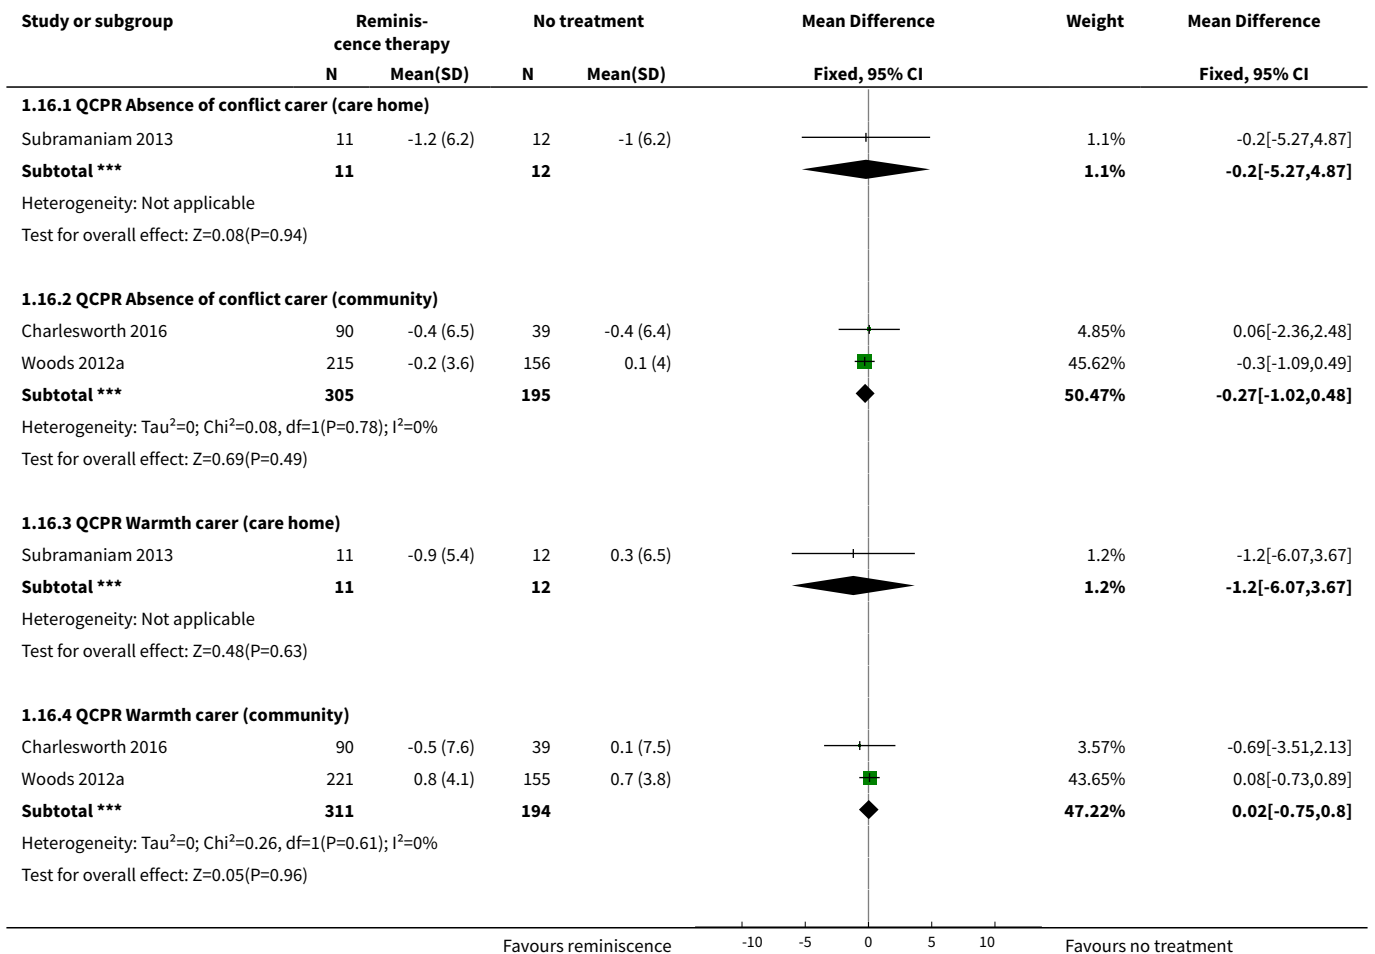 Study or subgroup Reminis- No treatment Mean Difference Weight Mean Difference
cence therapy
N Mean(SD) N Mean(SD) Fixed, 95% CI Fixed, 95% CI
1.16.1 QCPR Absence of conflict carer (care home)
Subramaniam 2013 11 -1.2 (6.2) 12 -1 (6.2) 1.1% -0.2[-5.27,4.87]
Subtotal *** 11 12 1.1% -0.2[-5.27,4.87]
Heterogeneity: Not applicable
Test for overall effect: Z=0.08(P=0.94)
1.16.2 QCPR Absence of conflict carer (community)
Charlesworth 2016 90 -0.4 (6.5) 39 -0.4 (6.4) 4.85% 0.06[-2.36,2.48]
Woods 2012a 215 -0.2 (3.6) 156 0.1 (4) 45.62% -0.3[-1.09,0.49]
Subtotal *** 305 195 50.47% -0.27[-1.02,0.48]
Heterogeneity: Tau²=0; Chi²=0.08, df=1(P=0.78); I²=0%
Test for overall effect: Z=0.69(P=0.49)
1.16.3 QCPR Warmth carer (care home)
Subramaniam 2013 11 -0.9 (5.4) 12 0.3 (6.5) 1.2% -1.2[-6.07,3.67]
Subtotal *** 11 12 1.2% -1.2[-6.07,3.67]
Heterogeneity: Not applicable
Test for overall effect: Z=0.48(P=0.63)
1.16.4 QCPR Warmth carer (community)
Charlesworth 2016 90 -0.5 (7.6) 39 0.1 (7.5) 3.57% -0.69[-3.51,2.13]
Woods 2012a 221 0.8 (4.1) 155 0.7 (3.8) 43.65% 0.08[-0.73,0.89]
Subtotal *** 311 194 47.22% 0.02[-0.75,0.8]
Heterogeneity: Tau²=0; Chi²=0.26, df=1(P=0.61); I²=0%
Test for overall effect: Z=0.05(P=0.96)
Favours reminiscence -10 -5 0 5 10 Favours no treatment